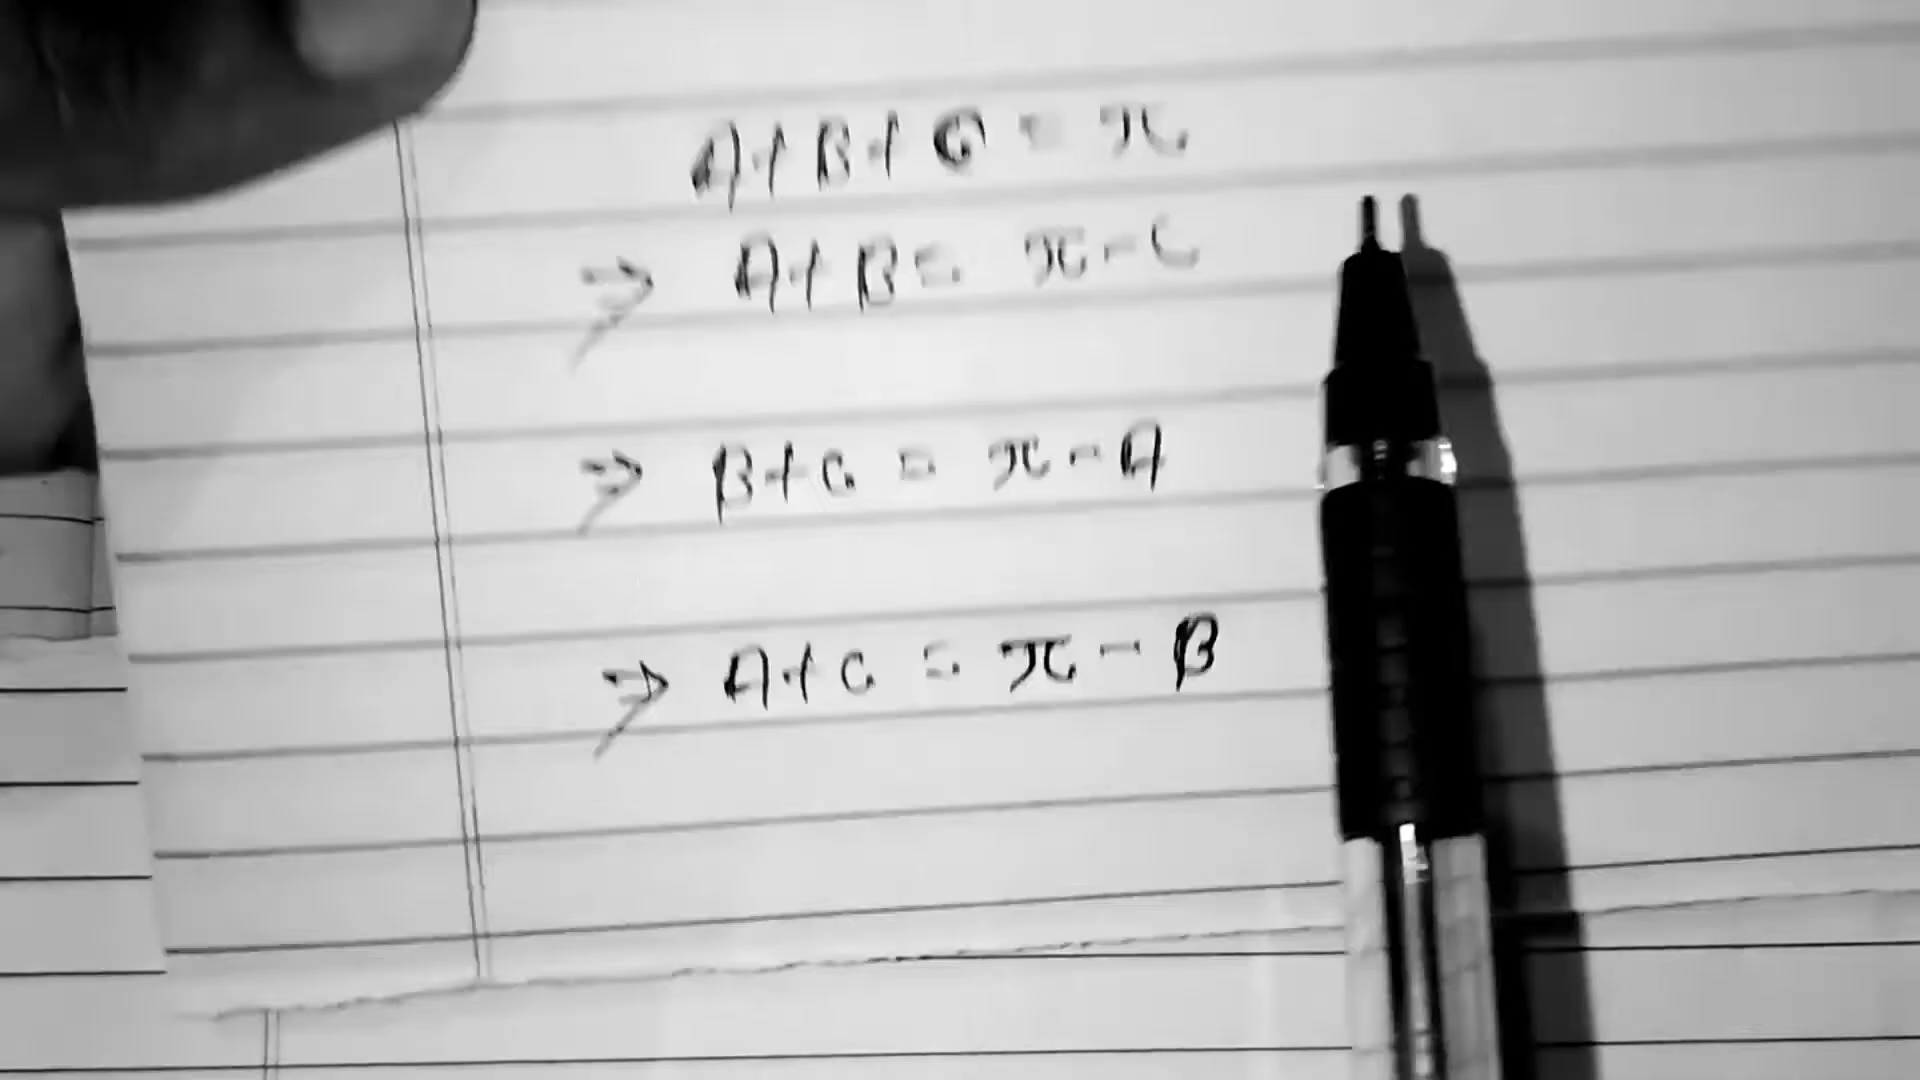 A+B+C = π
⇒ A+B = π-C
⇒ B+C = π-A
⇒ A+C = π-B